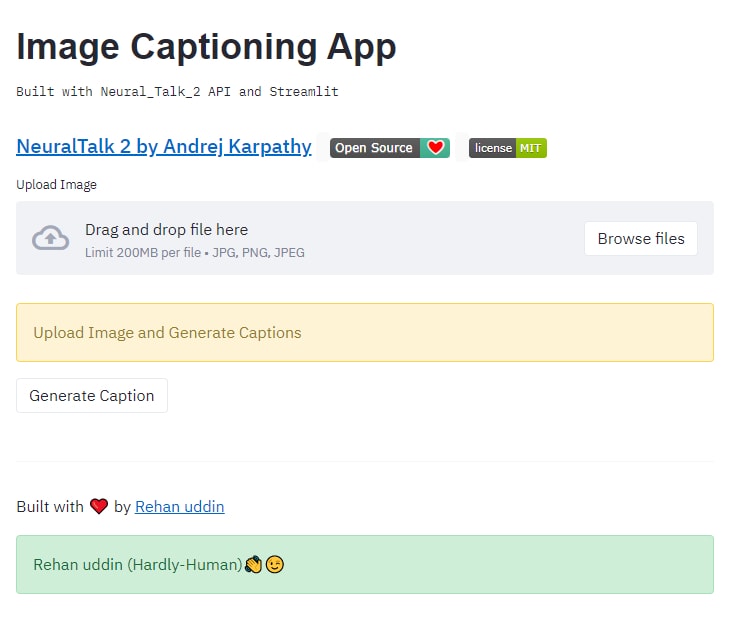 Image Captioning App
Built with Neural_Talk_2 API and Streamlit
NeuralTalk 2 by Andrej Karpathy Open Source ❤️ license MIT
Upload Image
Drag and drop file here
Limit 200MB per file • JPG, PNG, JPEG
Browse files
Upload Image and Generate Captions
Generate Caption
Built with ❤️ by Rehan uddin
Rehan uddin (Hardly-Human)👏😉